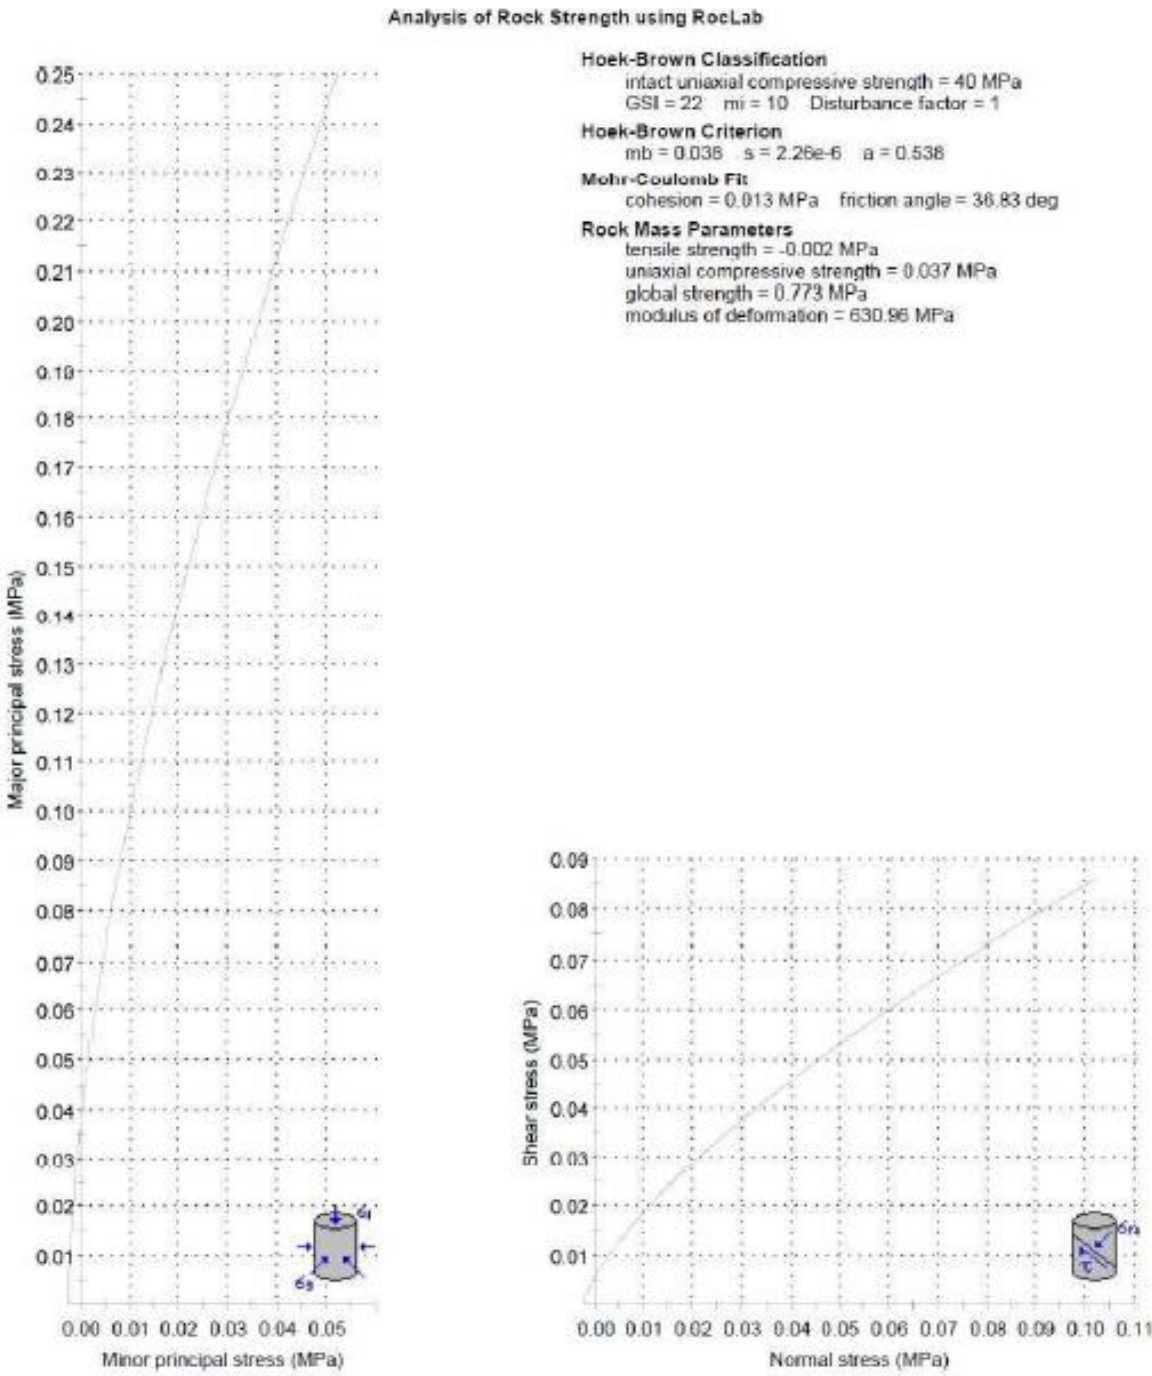 Analysis of Rock Strength using RocLab
Hoek-Brown Classification
intact uniaxial compressive strength = 40 MPa
GSI = 22 mi = 10 Disturbance factor = 1
Hoek-Brown Criterion
mb = 0.038 s = 2.26e-6 a = 0.538
Mohr-Coulomb Fit
cohesion = 0.013 MPa friction angle = 36.83 deg
Rock Mass Parameters
tensile strength = -0.002 MPa
uniaxial compressive strength = 0.037 MPa
global strength = 0.773 MPa
modulus of deformation = 630.96 MPa
Major principal stress (MPa)
0.25
0.24
0.23
0.22
0.21
0.20
0.19
0.18
0.17
0.16
0.15
0.14
0.13
0.12
0.11
0.10
0.09
0.08
0.07
0.06
0.05
0.04
0.03
0.02
0.01
σ1
σ3
0.00 0.01 0.02 0.03 0.04 0.05
Minor principal stress (MPa)
Shear stress (MPa)
0.09
0.08
0.07
0.06
0.05
0.04
0.03
0.02
0.01
σn
τ
0.00 0.01 0.02 0.03 0.04 0.05 0.06 0.07 0.08 0.09 0.10 0.11
Normal stress (MPa)